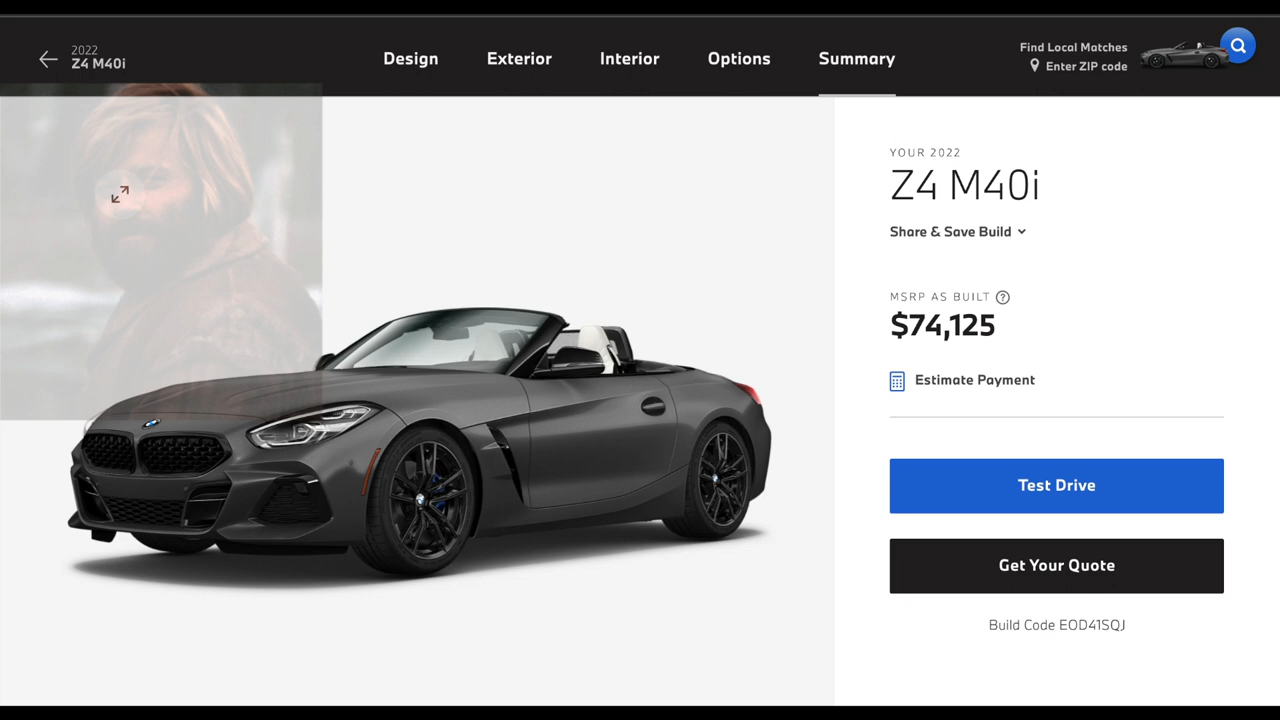 2022
Z4 M40i
Design
Exterior
Interior
Options
Summary
Find Local Matches
Enter ZIP code
YOUR 2022
Z4 M40i
Share & Save Build
MSRP AS BUILT ?
$74,125
Estimate Payment
Test Drive
Get Your Quote
Build Code EOD41SQJ